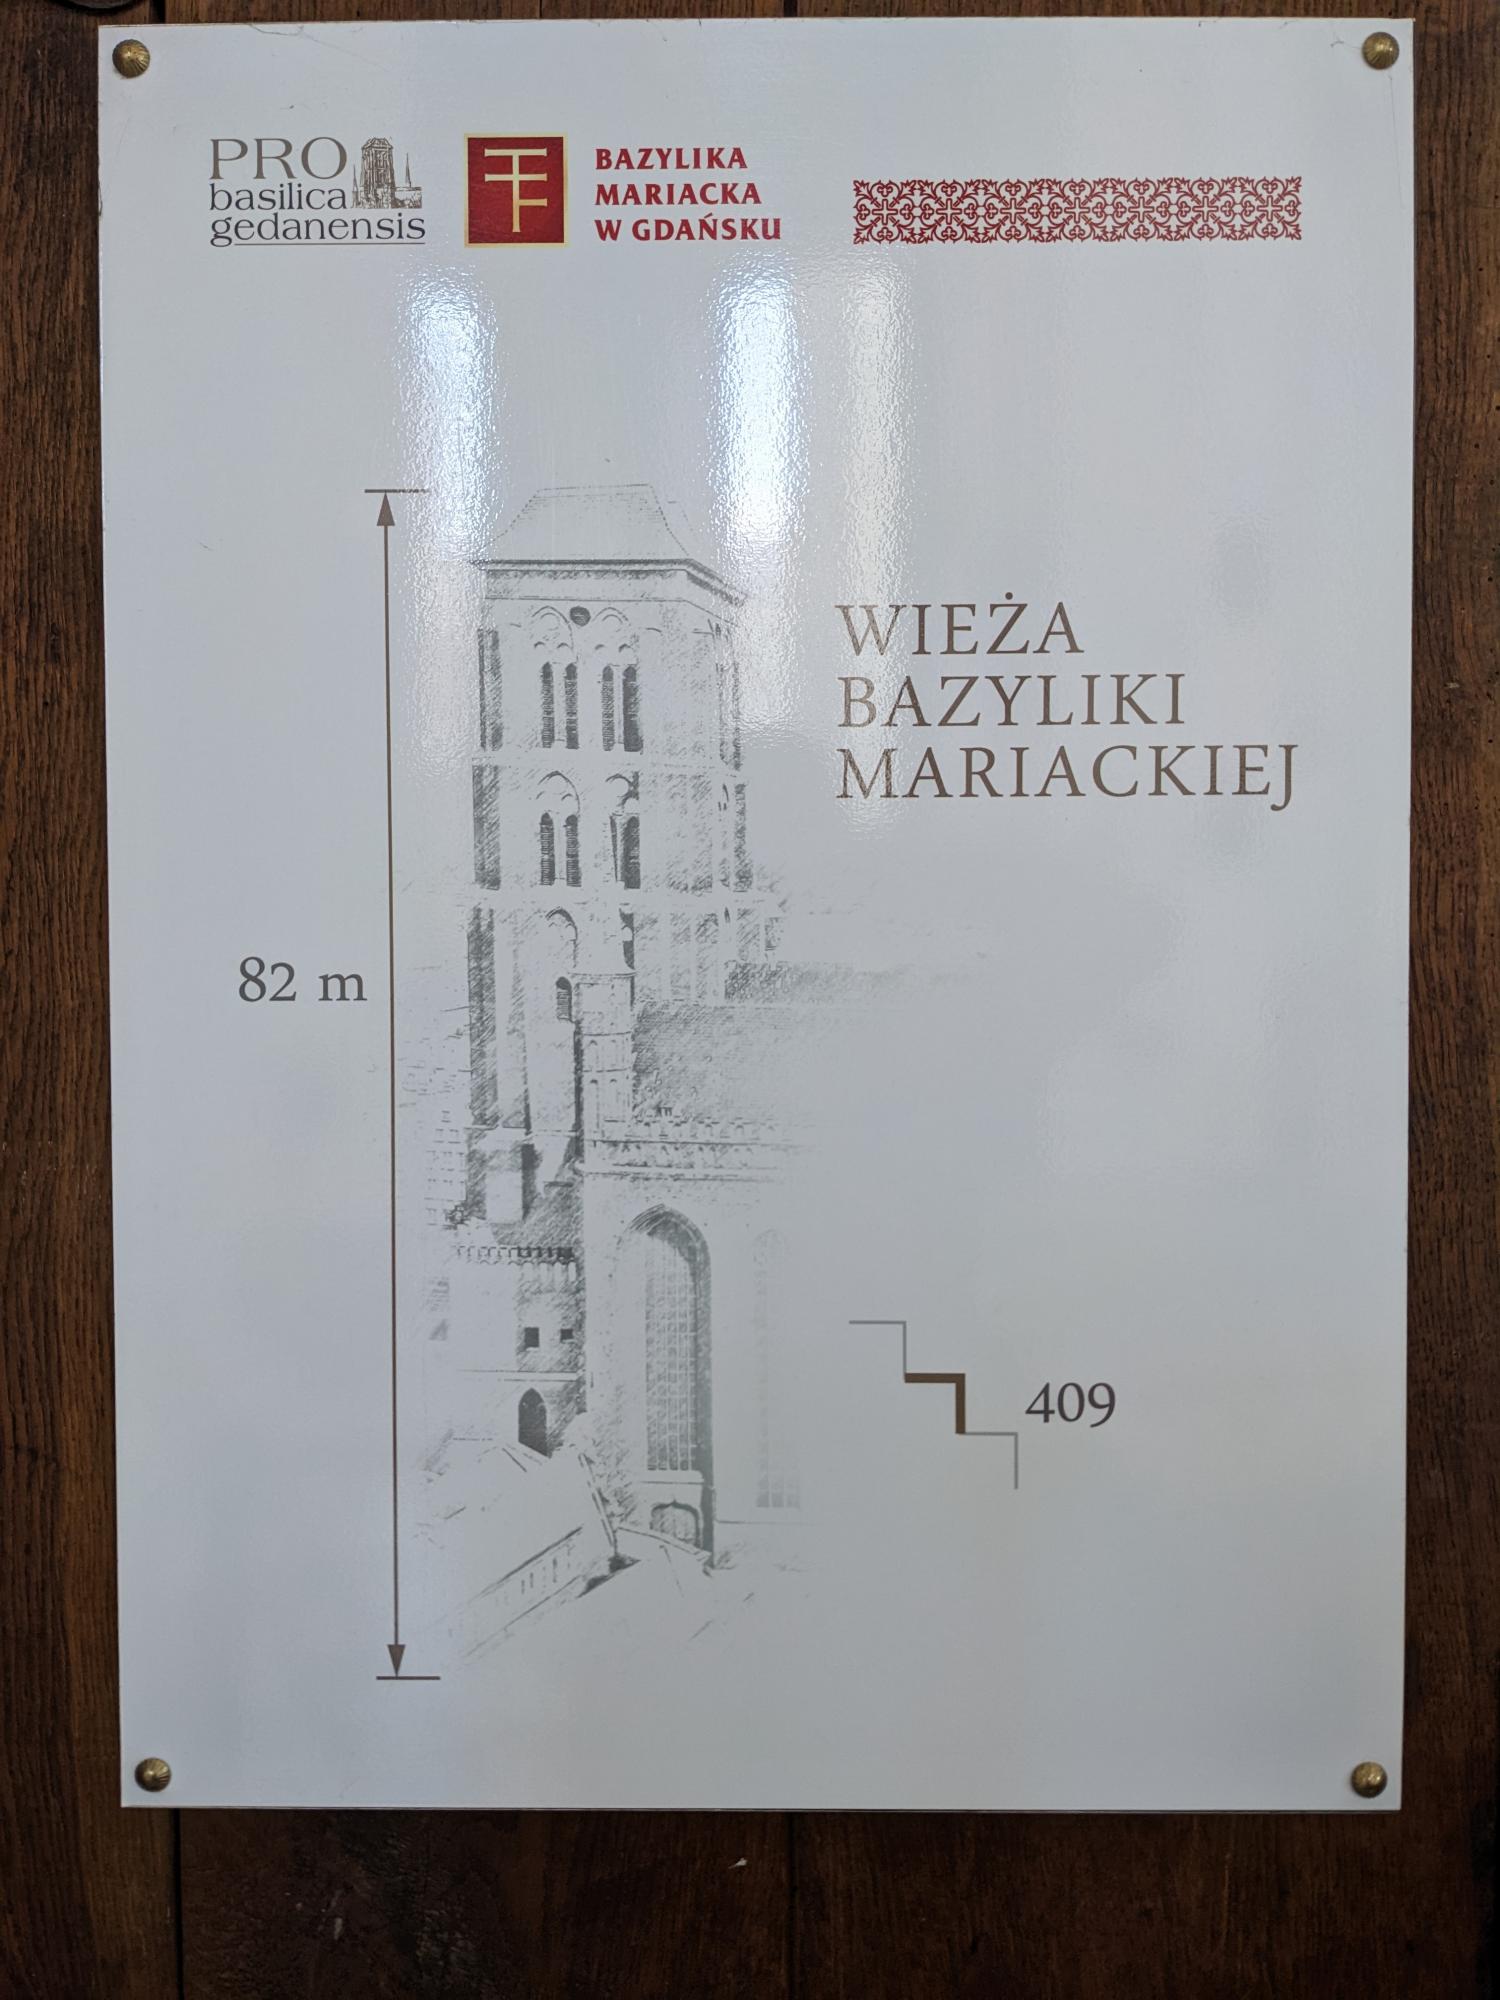 PRO
basilica
gedanensis
BAZYLIKA
MARIACKA
W GDAŃSKU
WIEŻA
BAZYLIKI
MARIACKIEJ
82 m
409